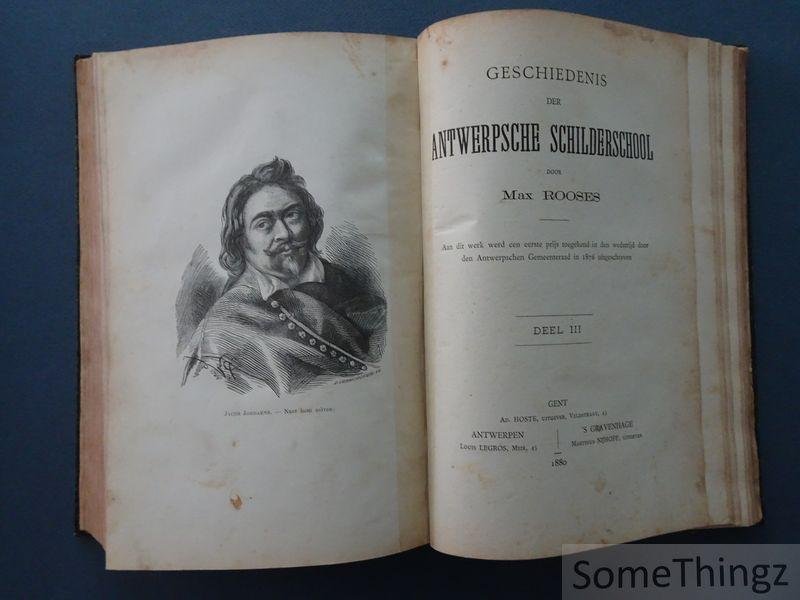 Jacob Jordaens. — Naar hem zelven.
GESCHIEDENIS
DER
ANTWERPSCHE SCHILDERSCHOOL
DOOR
Max ROOSES
Aan dit werk werd een eerste prijs toegekend in den wedstrijd door
den Antwerpschen Gemeenteraad in 1876 uitgeschreven
DEEL III
GENT
Ad. HOSTE, uitgever, Veldstraat, 43
ANTWERPEN
Louis LEGROS, Meir, 45
'S GRAVENHAGE
Martinus NIJHOFF, uitgever
1880
SomeThingz